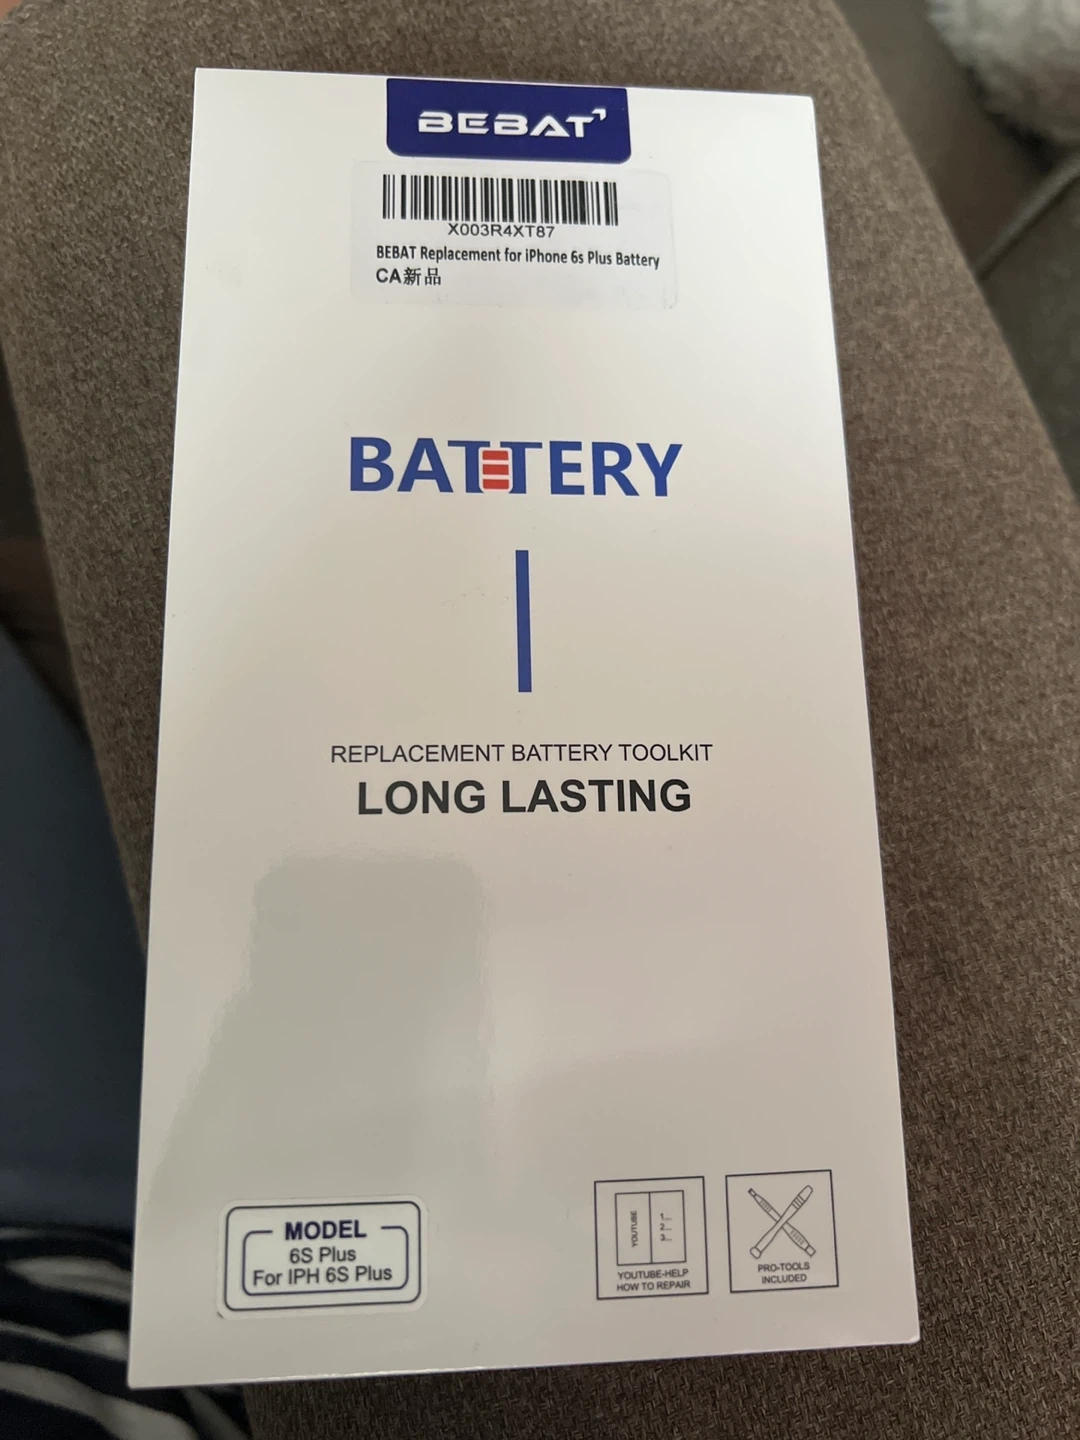 BEBAT
X003R4XT87
BEBAT Replacement for iPhone 6s Plus Battery
CA新品
BATTERY
REPLACEMENT BATTERY TOOLKIT
LONG LASTING
MODEL
6S Plus
For IPH 6S Plus
YOUTUBE
1...
2...
3...
YOUTUBE-HELP
HOW TO REPAIR
PRO-TOOLS
INCLUDED